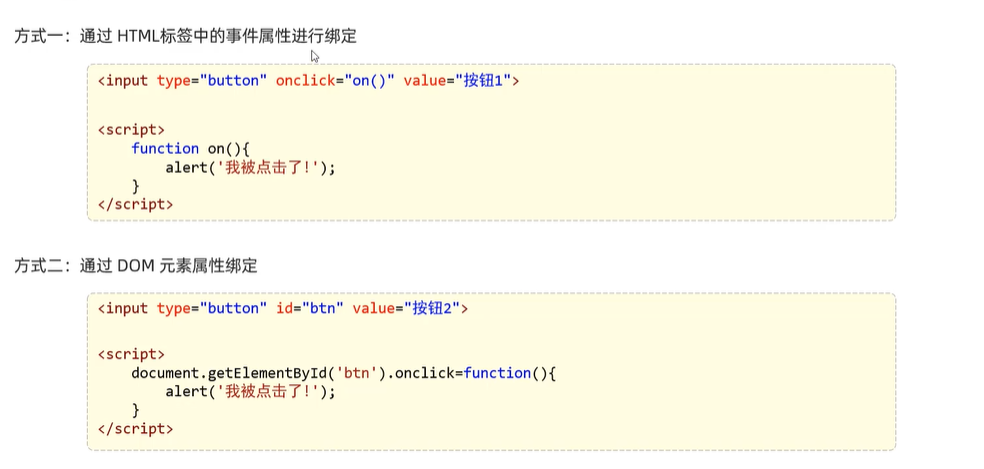 方式一：通过 HTML标签中的事件属性进行绑定
<input type="button" onclick="on()" value="按钮1">
<script>
function on(){
alert('我被点击了!');
}
</script>
方式二：通过 DOM 元素属性绑定
<input type="button" id="btn" value="按钮2">
<script>
document.getElementById('btn').onclick=function(){
alert('我被点击了!');
}
</script>